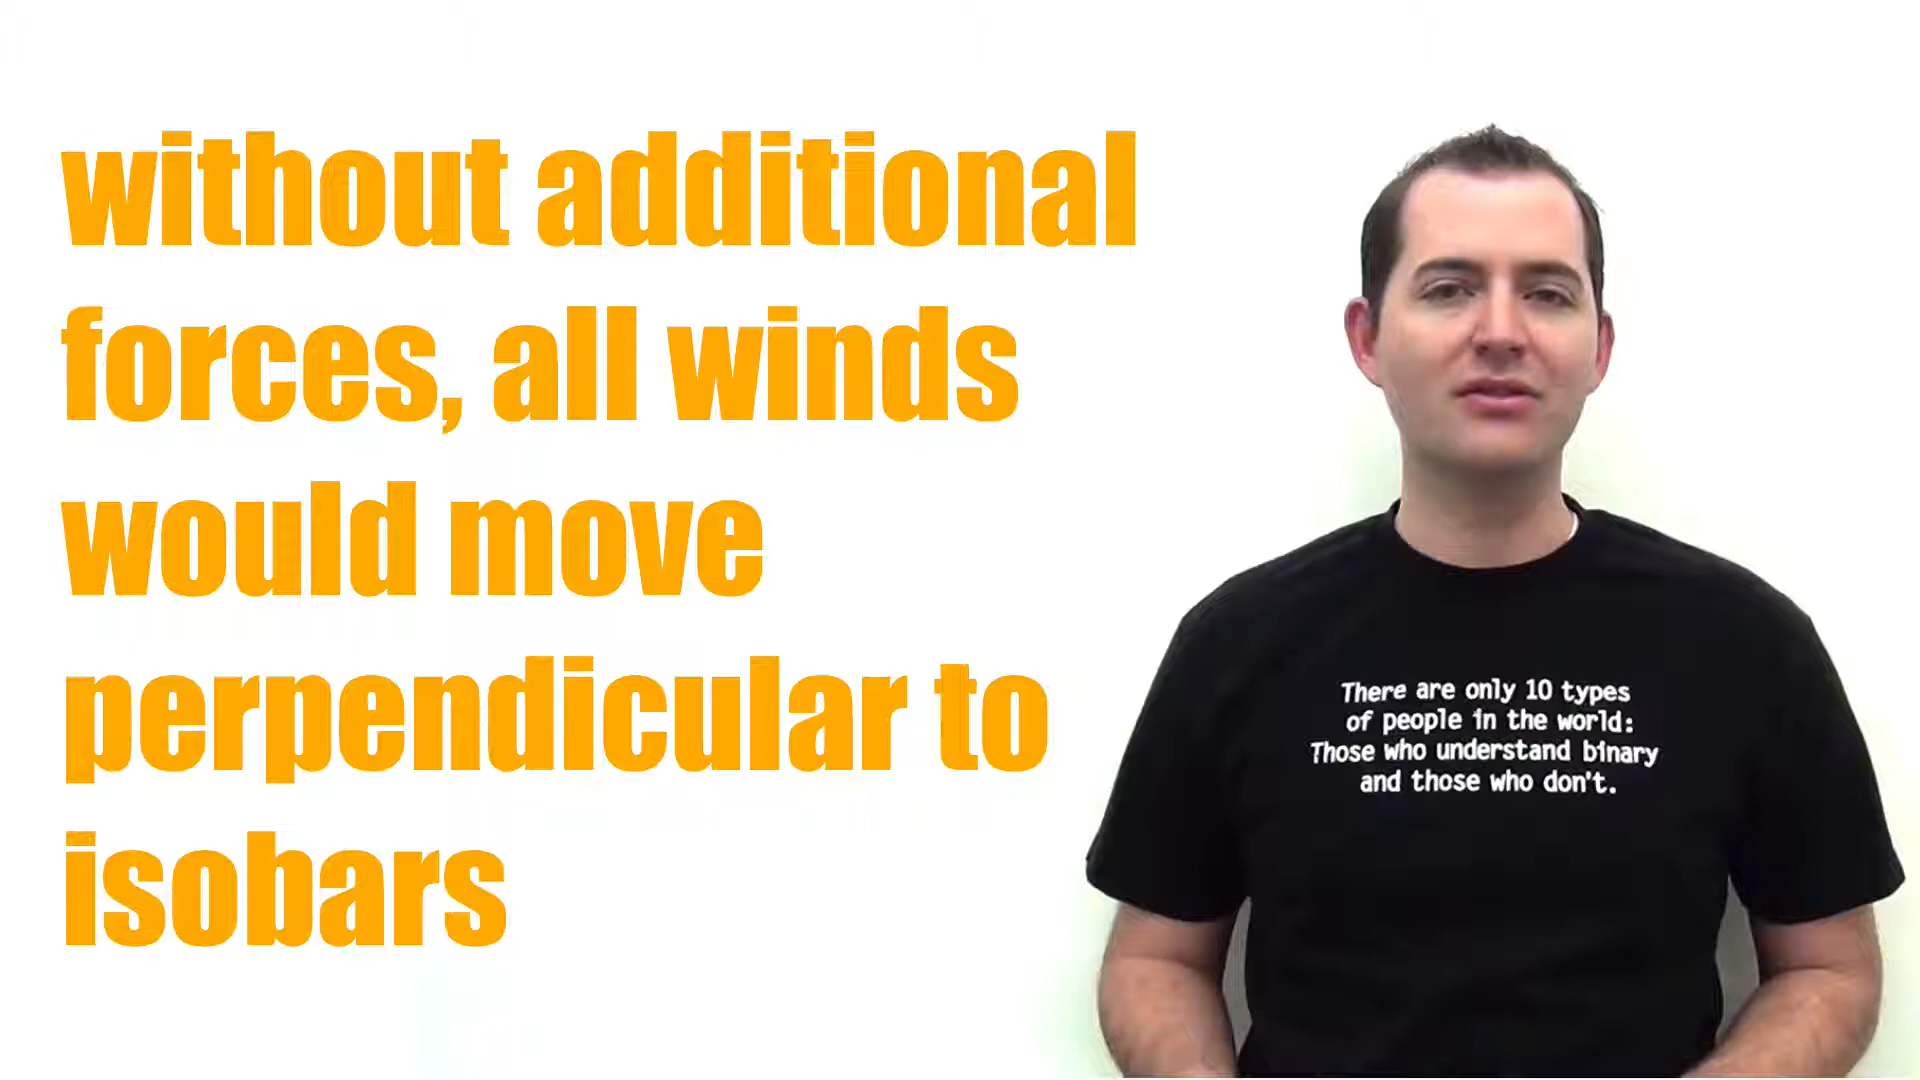 without additional
forces, all winds
would move
perpendicular to
isobars
There are only 10 types
of people in the world:
Those who understand binary
and those who don't.